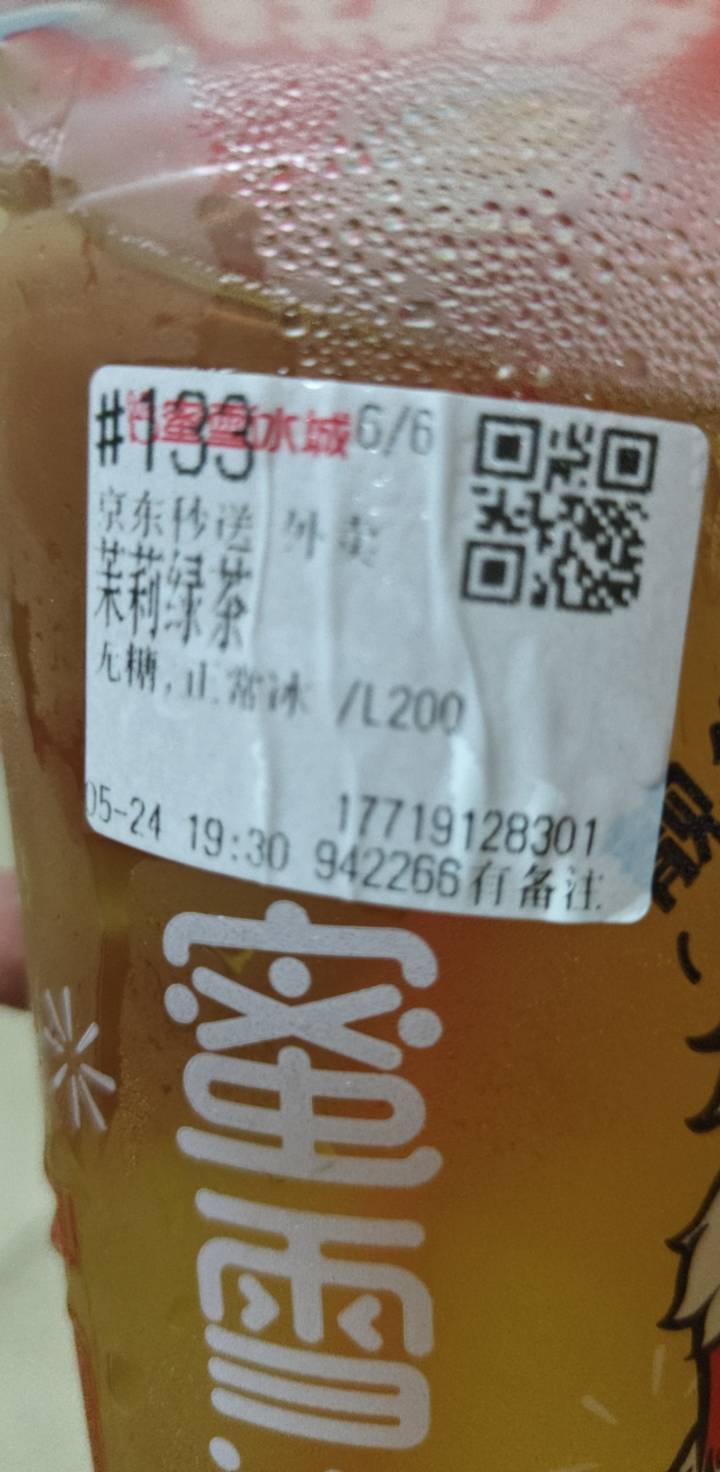 #133 蜜雪冰城 6/6
京东秒送 外卖
茉莉绿茶
无糖,正常冰 /L200
17719128301
05-24 19:30 942266有备注
蜜雪